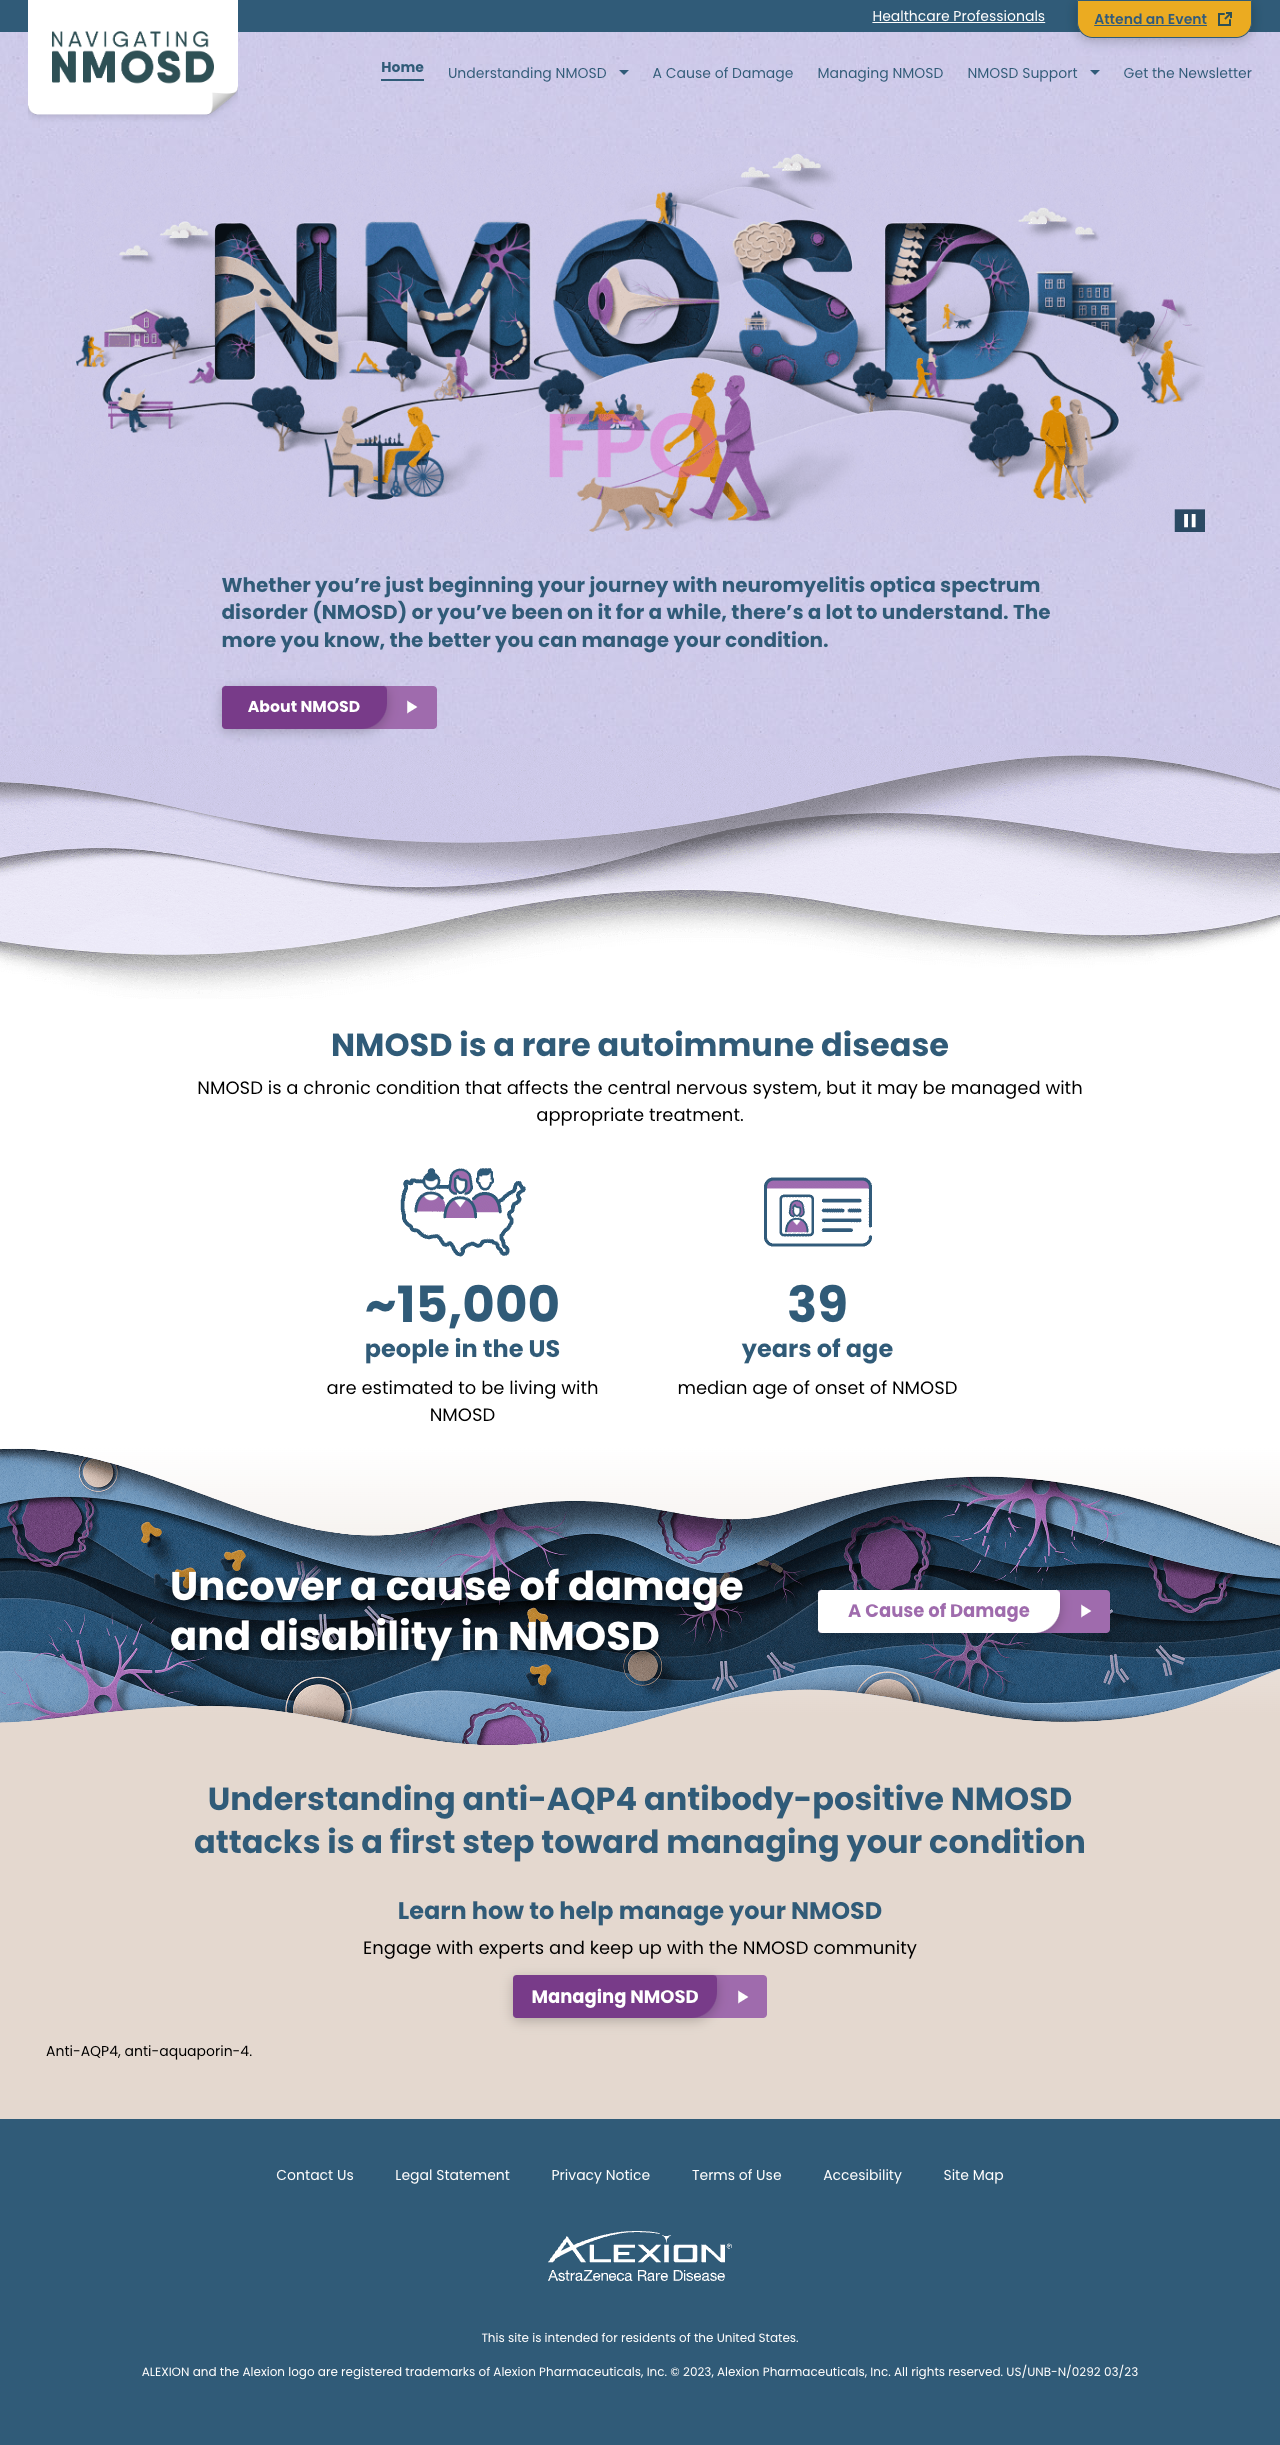 Healthcare Professionals
Attend an Event
NAVIGATING
NMOSD
Home
Understanding NMOSD
A Cause of Damage
Managing NMOSD
NMOSD Support
Get the Newsletter
NMOSD
FPO
Whether you’re just beginning your journey with neuromyelitis optica spectrum
disorder (NMOSD) or you’ve been on it for a while, there’s a lot to understand. The
more you know, the better you can manage your condition.
About NMOSD
NMOSD is a rare autoimmune disease
NMOSD is a chronic condition that affects the central nervous system, but it may be managed with
appropriate treatment.
~15,000
people in the US
are estimated to be living with
NMOSD
39
years of age
median age of onset of NMOSD
Uncover a cause of damage
and disability in NMOSD
A Cause of Damage
Understanding anti-AQP4 antibody-positive NMOSD
attacks is a first step toward managing your condition
Learn how to help manage your NMOSD
Engage with experts and keep up with the NMOSD community
Managing NMOSD
Anti-AQP4, anti-aquaporin-4.
Contact Us
Legal Statement
Privacy Notice
Terms of Use
Accesibility
Site Map
ALEXION®
AstraZeneca Rare Disease
This site is intended for residents of the United States.
ALEXION and the Alexion logo are registered trademarks of Alexion Pharmaceuticals, Inc. © 2023, Alexion Pharmaceuticals, Inc. All rights reserved. US/UNB-N/0292 03/23